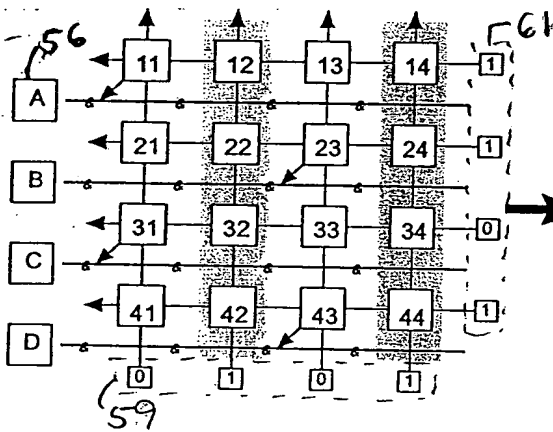 56
61
11 12 13 14 1
A & & & &
21 22 23 24 1
B & & & &
31 32 33 34 0
C & & & &
41 42 43 44 1
D & & & &
0 1 0 1
59